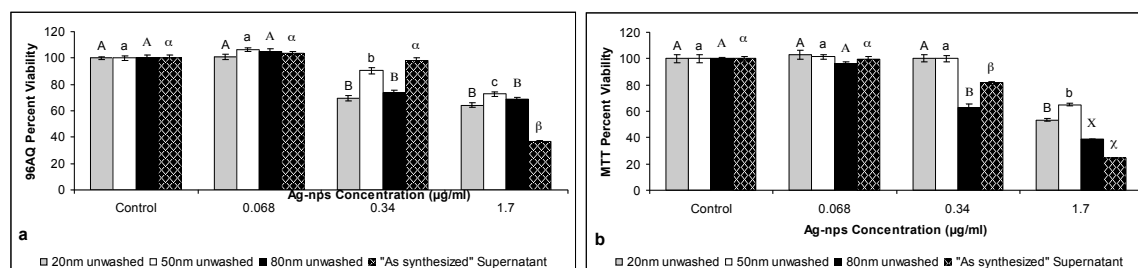 120
100
80
60
40
20
0
96AQ Percent Viability
A a A α
A a A α
B b B α
B c B β
Control 0.068 0.34 1.7
Ag-nps Concentration (µg/ml)
a
20nm unwashed 50nm unwashed 80nm unwashed "As synthesized" Supernatant
120
100
80
60
40
20
0
MTT Percent Viability
A a A α
A a A α
A a B β
B b X χ
Control 0.068 0.34 1.7
Ag-nps Concentration (µg/ml)
b
20nm unwashed 50nm unwashed 80nm unwashed "As synthesized" Supernatant